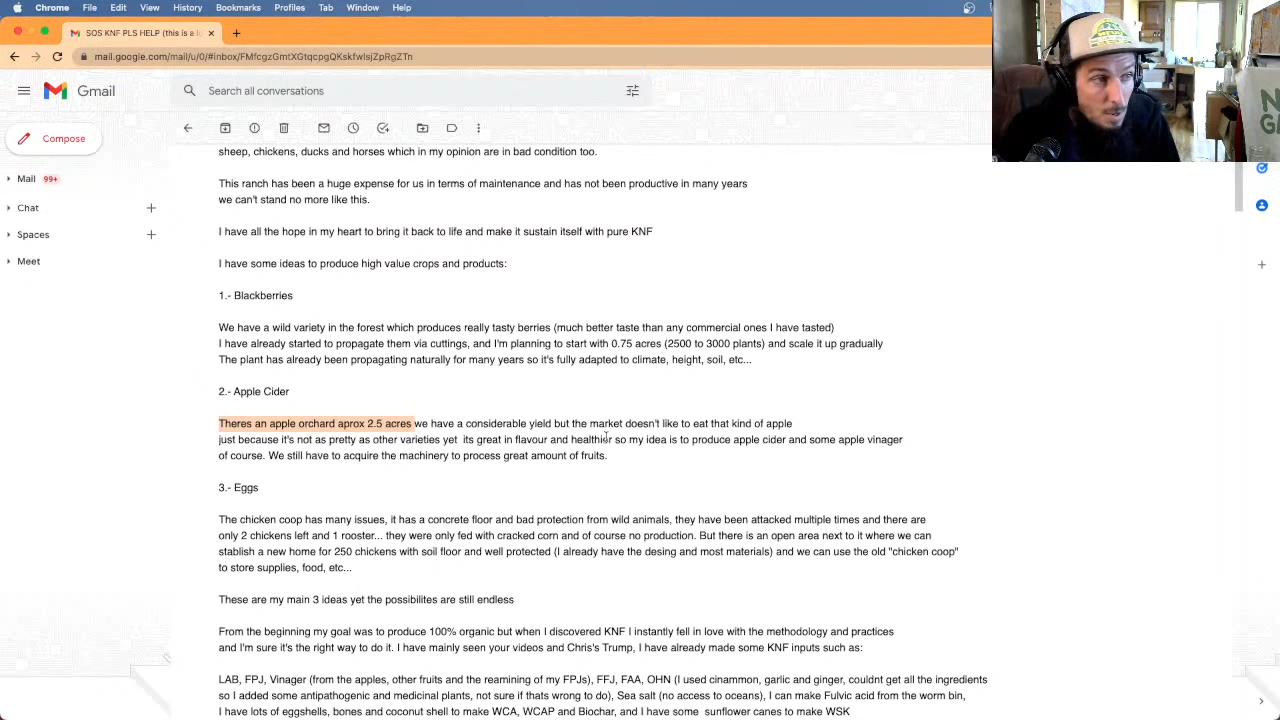 Chrome File Edit View History Bookmarks Profiles Tab Window Help
SOS KNF PLS HELP (this is a l
mail.google.com/mail/u/0/#inbox/FMfcgzGmtXGtqcpgQKskfwlsjZpRgZTn
Gmail
Search all conversations
Compose
Mail 99+
Chat
Spaces
Meet
sheep, chickens, ducks and horses which in my opinion are in bad condition too.
This ranch has been a huge expense for us in terms of maintenance and has not been productive in many years
we can't stand no more like this.
I have all the hope in my heart to bring it back to life and make it sustain itself with pure KNF
I have some ideas to produce high value crops and products:
1.- Blackberries
We have a wild variety in the forest which produces really tasty berries (much better taste than any commercial ones I have tasted)
I have already started to propagate them via cuttings, and I'm planning to start with 0.75 acres (2500 to 3000 plants) and scale it up gradually
The plant has already been propagating naturally for many years so it's fully adapted to climate, height, soil, etc...
2.- Apple Cider
Theres an apple orchard aprox 2.5 acres we have a considerable yield but the market doesn't like to eat that kind of apple
just because it's not as pretty as other varieties yet its great in flavour and healthier so my idea is to produce apple cider and some apple vinager
of course. We still have to acquire the machinery to process great amount of fruits.
3.- Eggs
The chicken coop has many issues, it has a concrete floor and bad protection from wild animals, they have been attacked multiple times and there are
only 2 chickens left and 1 rooster... they were only fed with cracked corn and of course no production. But there is an open area next to it where we can
stablish a new home for 250 chickens with soil floor and well protected (I already have the desing and most materials) and we can use the old "chicken coop"
to store supplies, food, etc...
These are my main 3 ideas yet the possibilites are still endless
From the beginning my goal was to produce 100% organic but when I discovered KNF I instantly fell in love with the methodology and practices
and I'm sure it's the right way to do it. I have mainly seen your videos and Chris's Trump, I have already made some KNF inputs such as:
LAB, FPJ, Vinager (from the apples, other fruits and the reamining of my FPJs), FFJ, FAA, OHN (I used cinammon, garlic and ginger, couldnt get all the ingredients
so I added some antipathogenic and medicinal plants, not sure if thats wrong to do), Sea salt (no access to oceans), I can make Fulvic acid from the worm bin,
I have lots of eggshells, bones and coconut shell to make WCA, WCAP and Biochar, and I have some sunflower canes to make WSK